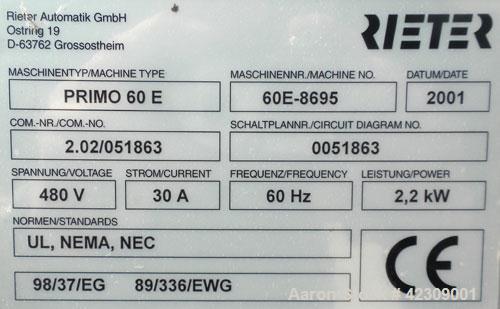 Rieter Automatik GmbH
Ostring 19
D-63762 Grossostheim
RIETER
MASCHINENTYP/MACHINE TYPE MASCHINENNR./MACHINE NO. DATUM/DATE
PRIMO 60 E 60E-8695 2001
COM.-NR./COM.-NO. SCHALTPLANNR./CIRCUIT DIAGRAM NO.
2.02/051863 0051863
SPANNUNG/VOLTAGE STROM/CURRENT FREQUENZ/FREQUENCY LEISTUNG/POWER
480 V 30 A 60 Hz 2,2 kW
NORMEN/STANDARDS
UL, NEMA, NEC
CE
98/37/EG 89/336/EWG
42309001